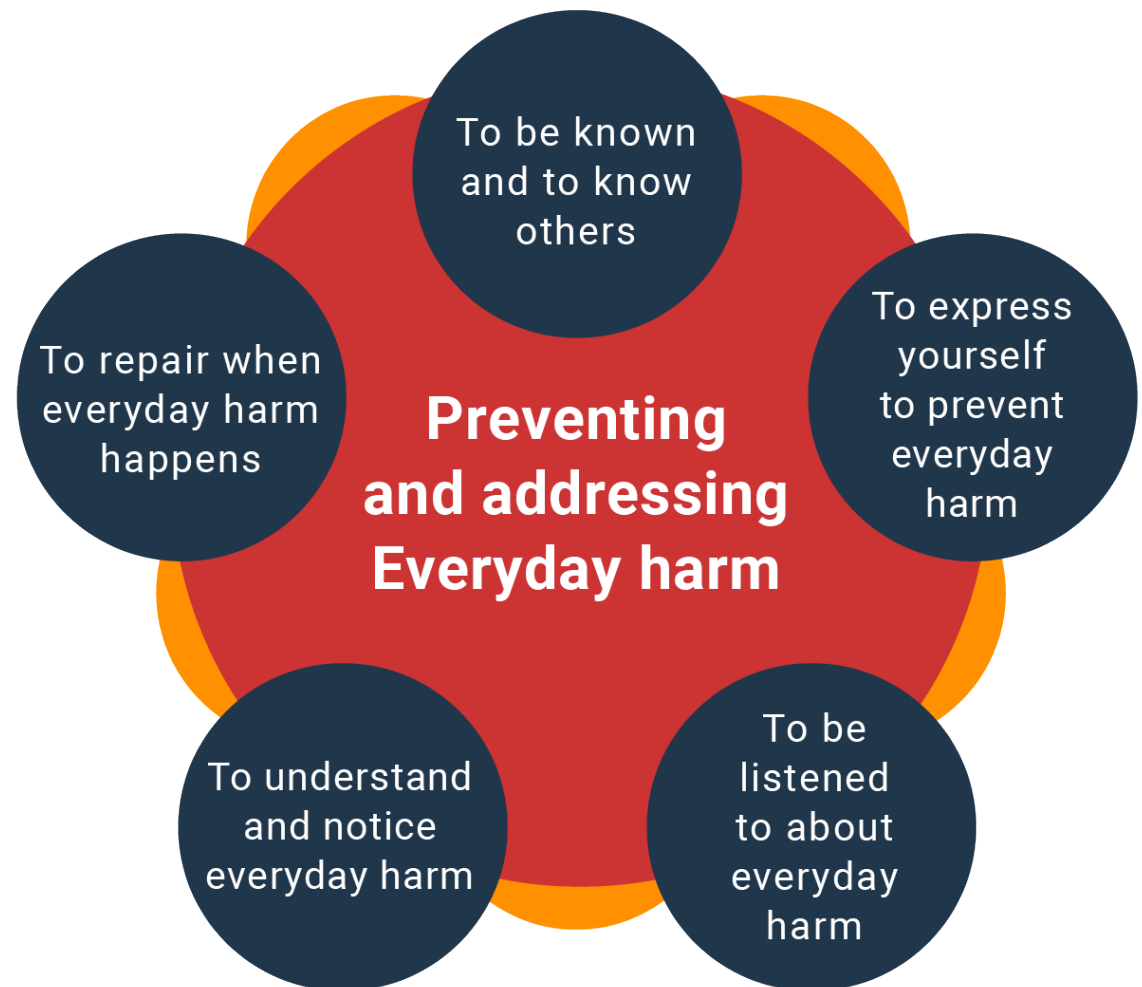 To be known
and to know
others
To express
yourself
to prevent
everyday
harm
To be
listened
to about
everyday
harm
To understand
and notice
everyday harm
To repair when
everyday harm
happens
Preventing
and addressing
Everyday harm